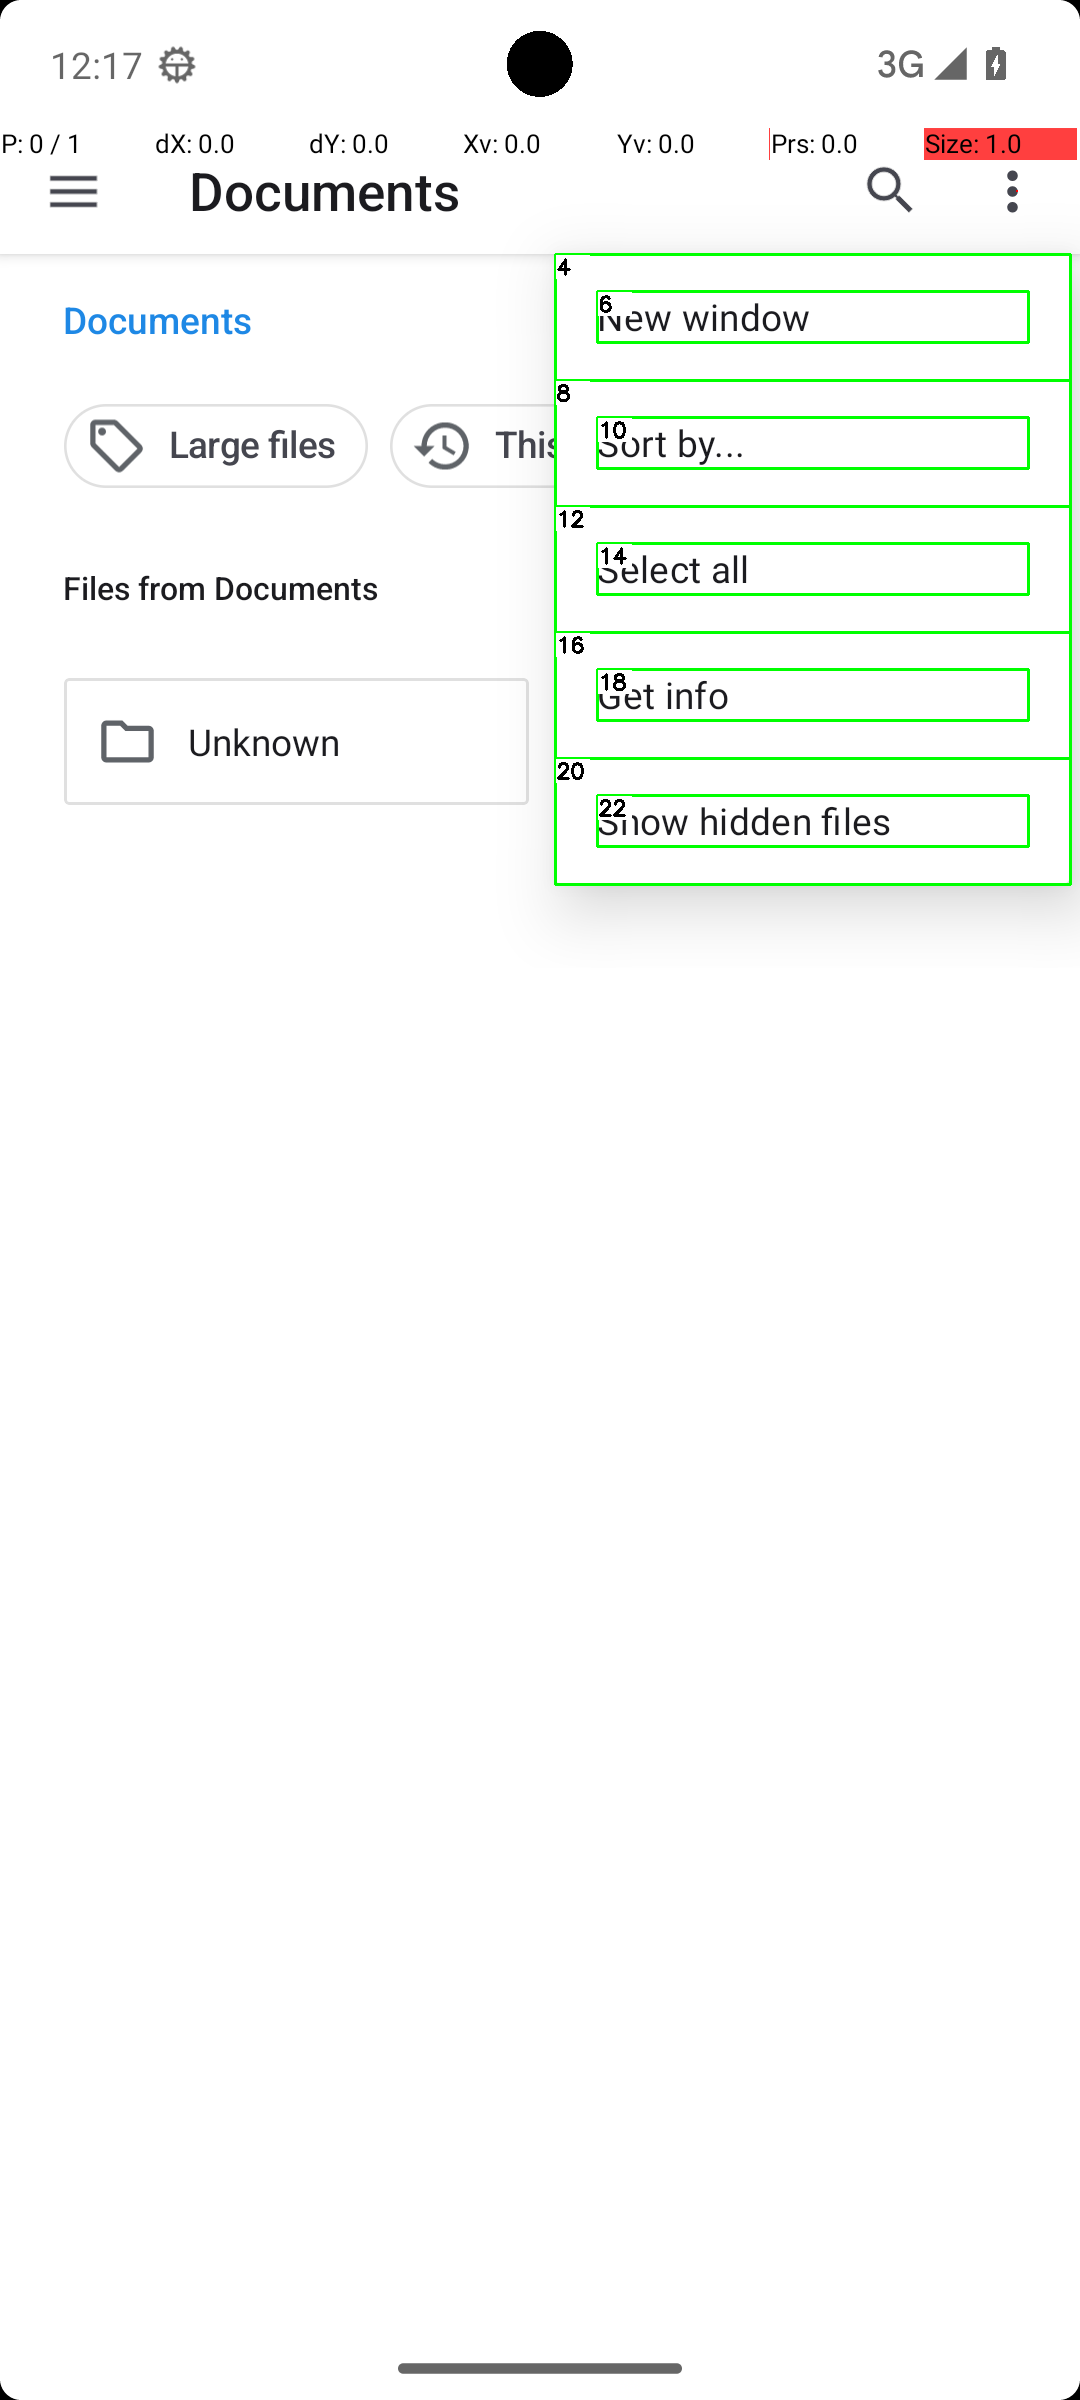 12:17
3G
P: 0 / 1 dX: 0.0 dY: 0.0 Xv: 0.0 Yv: 0.0 Prs: 0.0 Size: 1.0
Documents
4
6
New window
Documents
8
10
Sort by...
Large files
This
12
14
Select all
Files from Documents
16
18
Get info
Unknown
20
22
Show hidden files